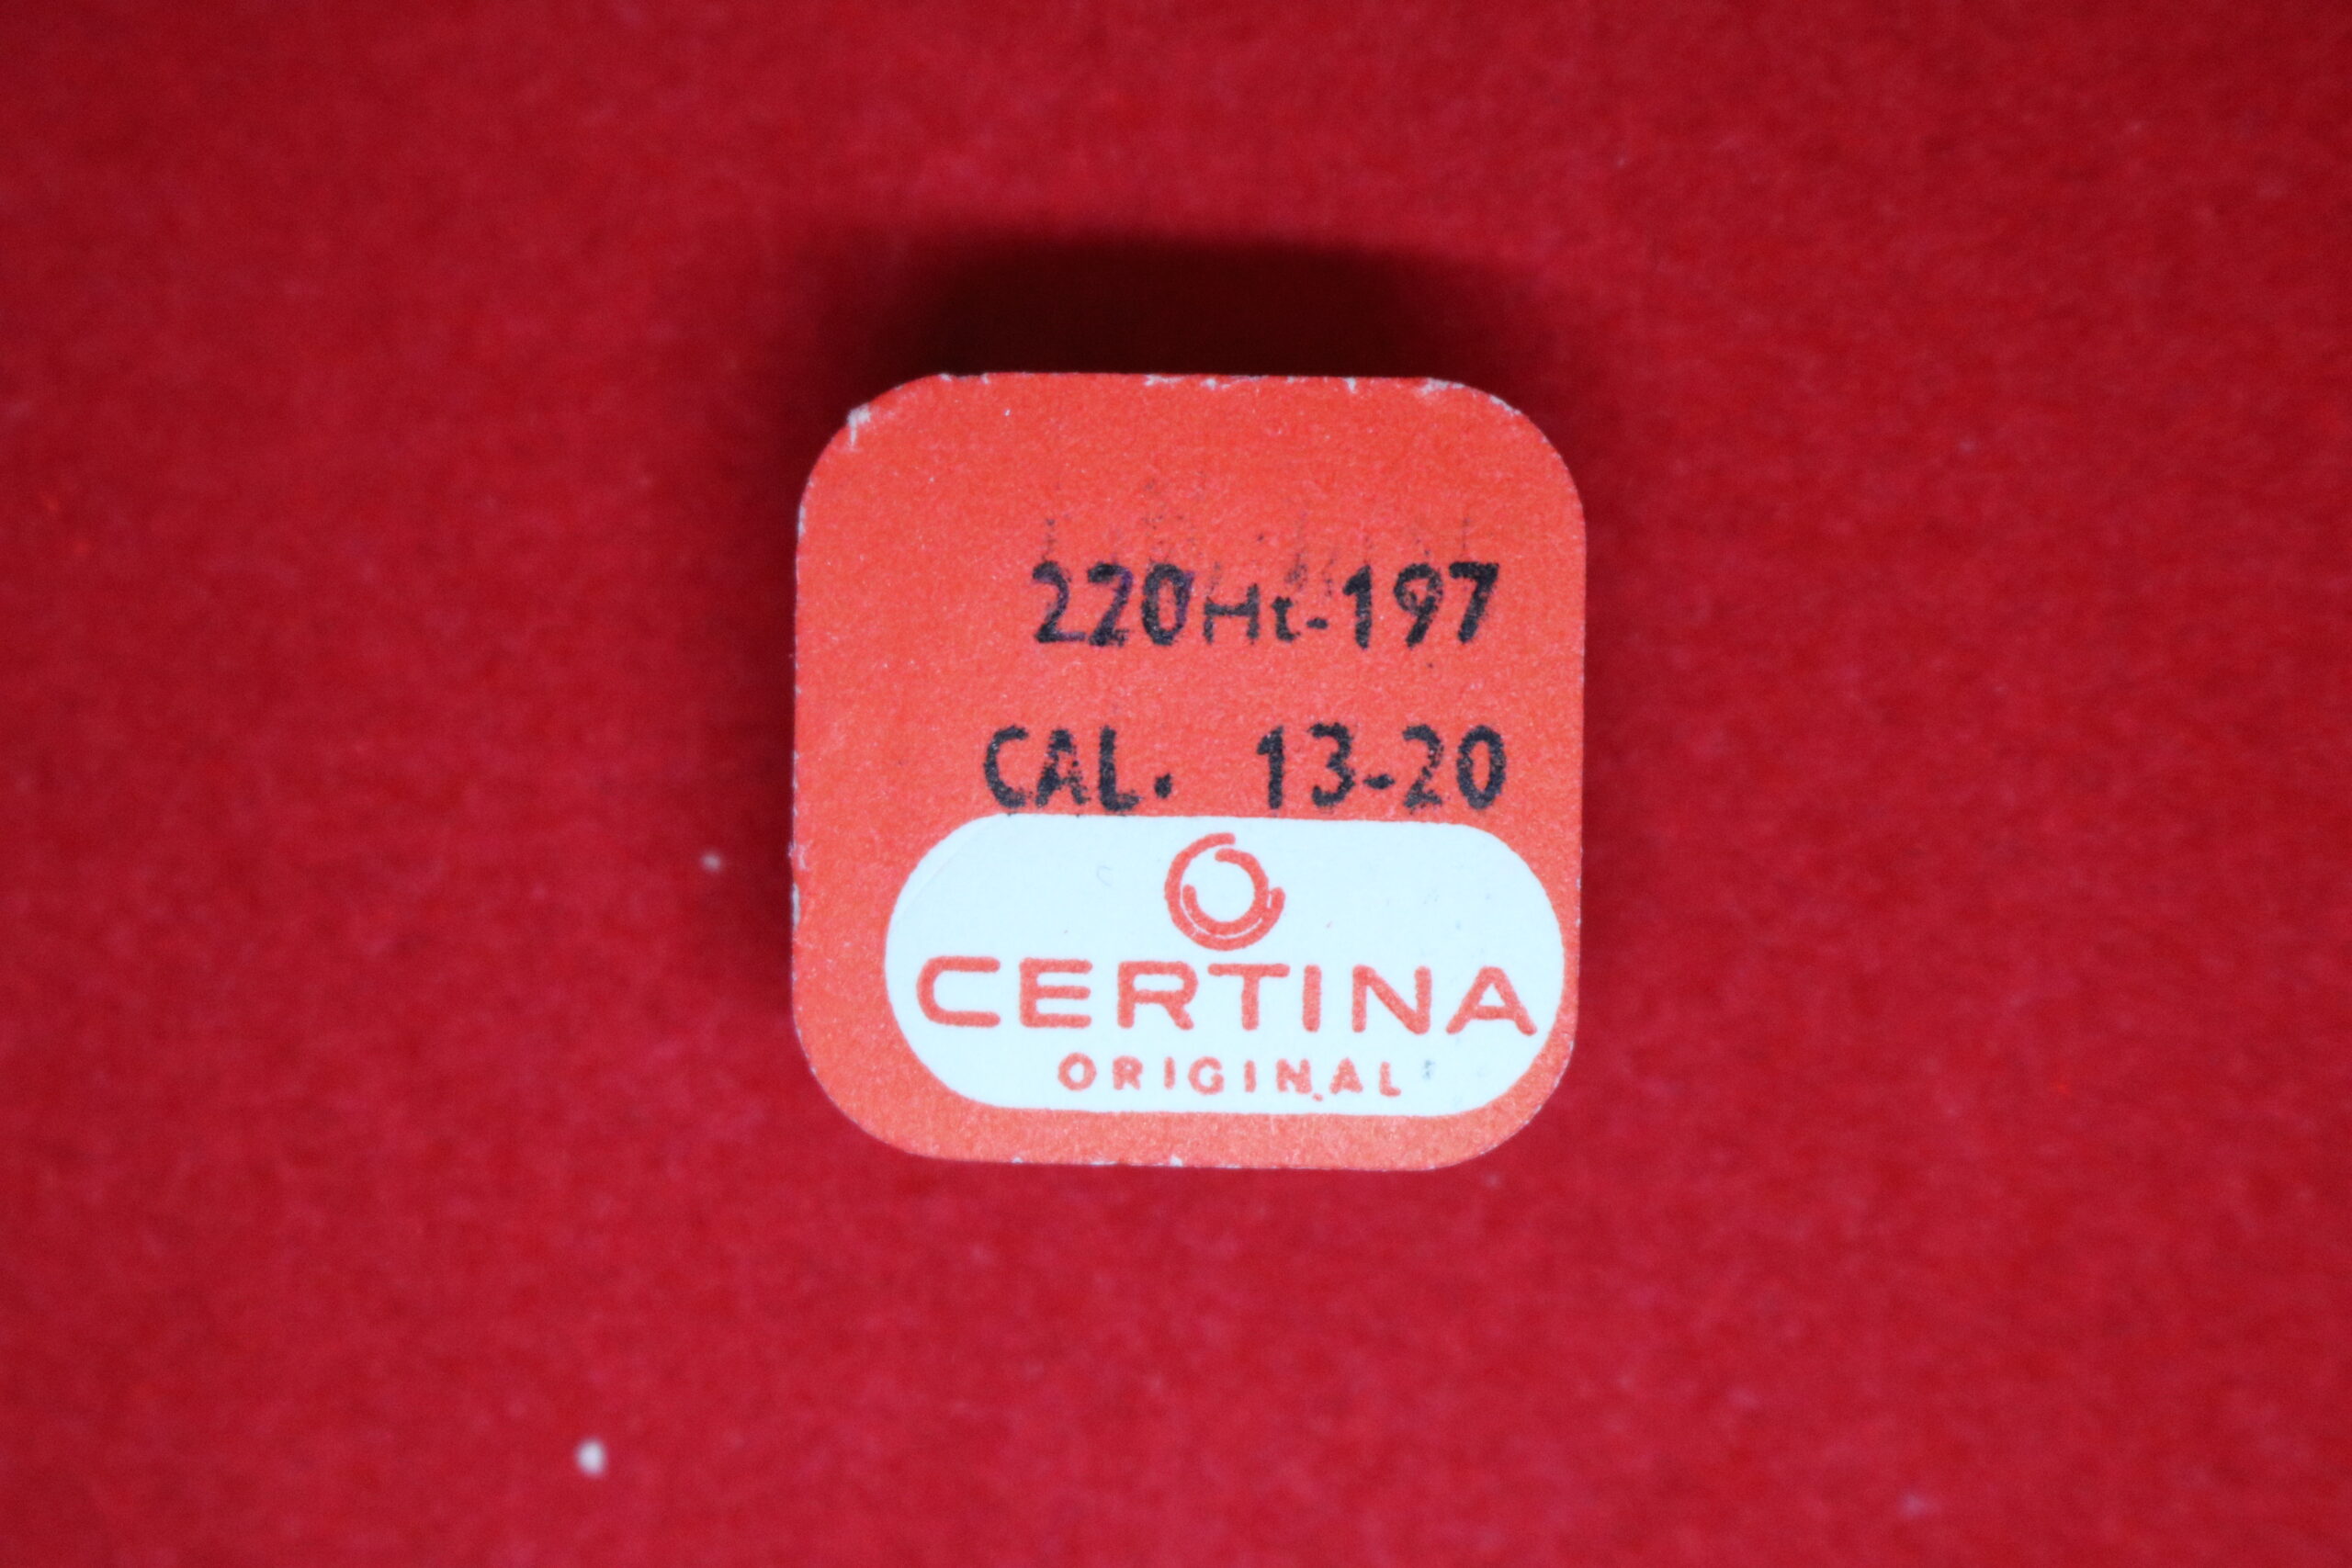 220Ht-197
CAL. 13-20
CERTINA
ORIGINAL